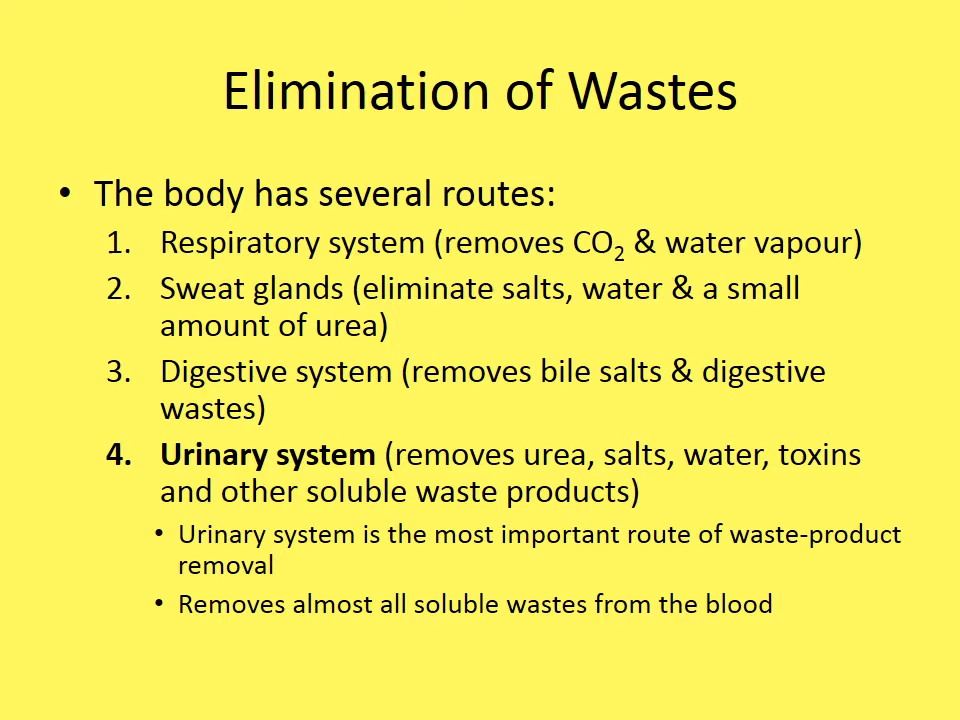 Elimination of Wastes
• The body has several routes:
1. Respiratory system (removes CO₂ & water vapour)
2. Sweat glands (eliminate salts, water & a small
amount of urea)
3. Digestive system (removes bile salts & digestive
wastes)
4. Urinary system (removes urea, salts, water, toxins
and other soluble waste products)
• Urinary system is the most important route of waste-product
removal
• Removes almost all soluble wastes from the blood